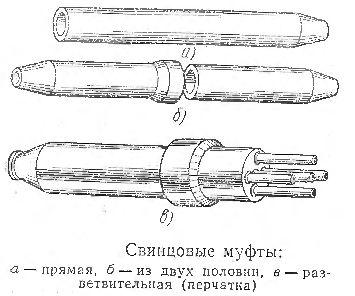 а)
б)
в)
Свинцовые муфты:
а — прямая, б — из двух половин, в — раз-
ветвительная (перчатка)